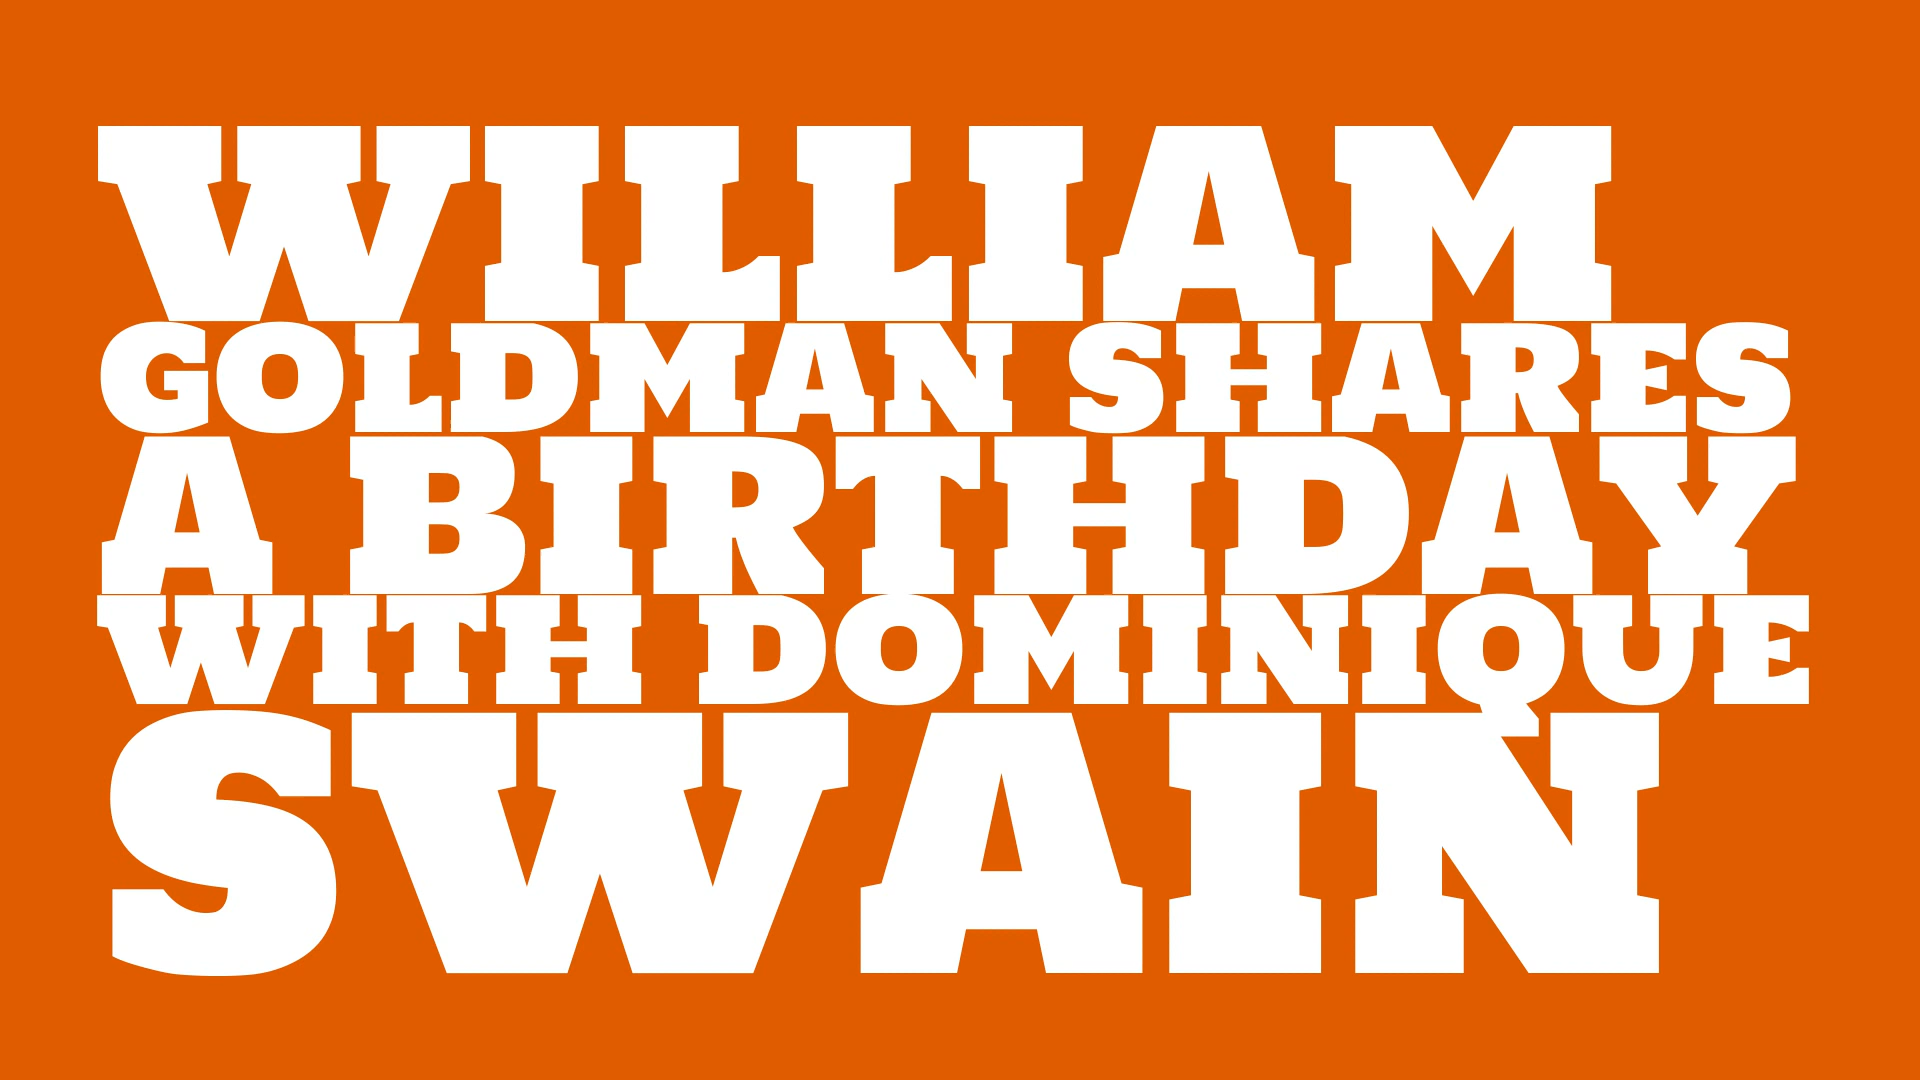 WILLIAM
GOLDMAN SHARES
A BIRTHDAY
WITH DOMINIQUE
SWAIN